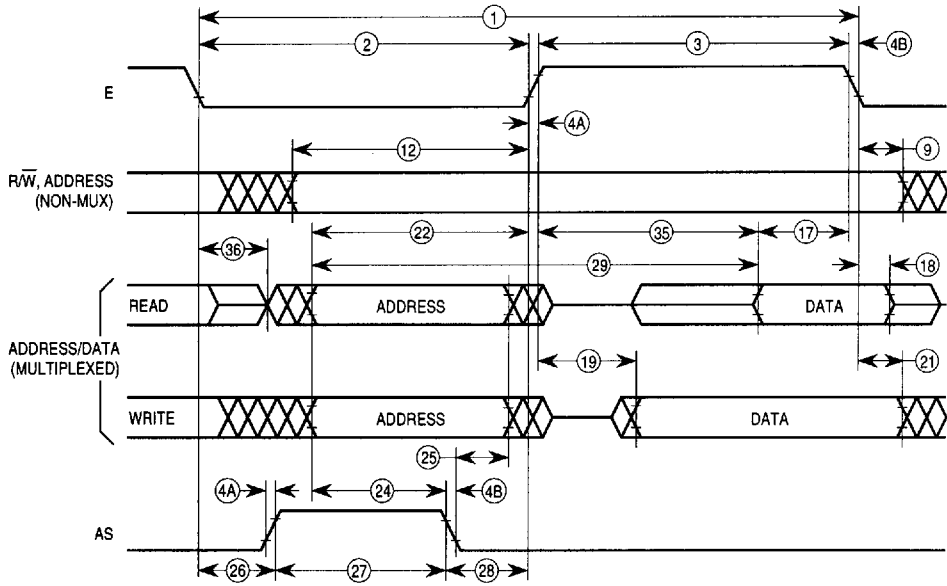 1
2
3
4B
E
4A
12
9
R/W̅, ADDRESS
(NON-MUX)
22
35
17
36
29
18
READ
ADDRESS
DATA
ADDRESS/DATA
(MULTIPLEXED)
19
21
WRITE
ADDRESS
DATA
25
4A
24
4B
AS
26
27
28